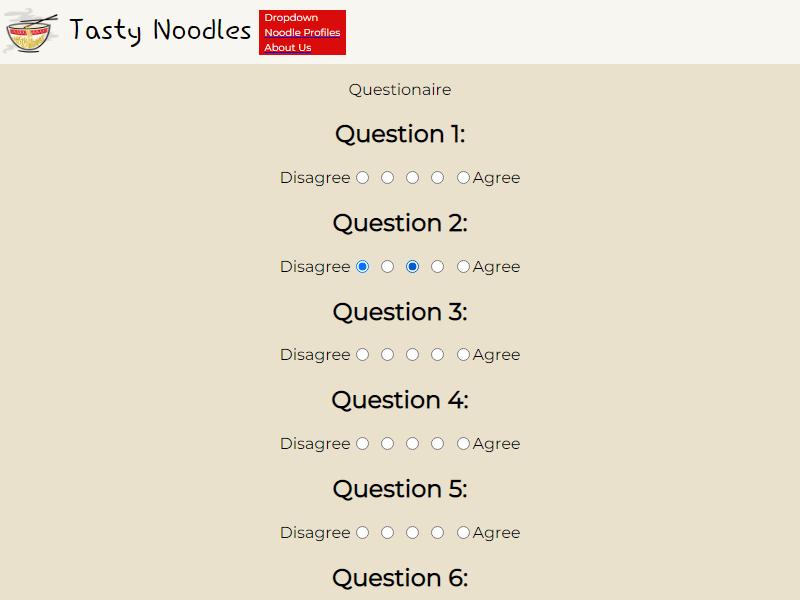 Tasty Noodles
Dropdown
Noodle Profiles
About Us
Questionaire
Question 1:
Disagree Agree
Question 2:
Disagree Agree
Question 3:
Disagree Agree
Question 4:
Disagree Agree
Question 5:
Disagree Agree
Question 6: